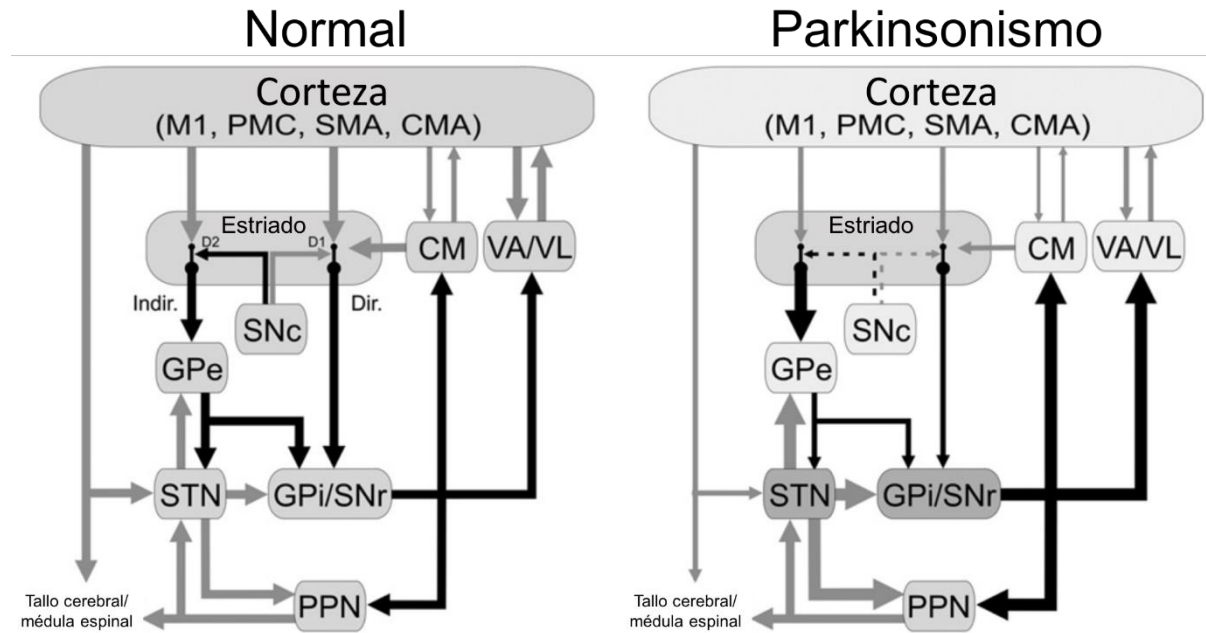 Normal
Corteza
(M1, PMC, SMA, CMA)
Estriado
D2
D1
CM
VA/VL
Indir.
Dir.
SNc
GPe
STN
GPi/SNr
PPN
Tallo cerebral/
médula espinal
Parkinsonismo
Corteza
(M1, PMC, SMA, CMA)
Estriado
CM
VA/VL
SNc
GPe
STN
GPi/SNr
PPN
Tallo cerebral/
médula espinal